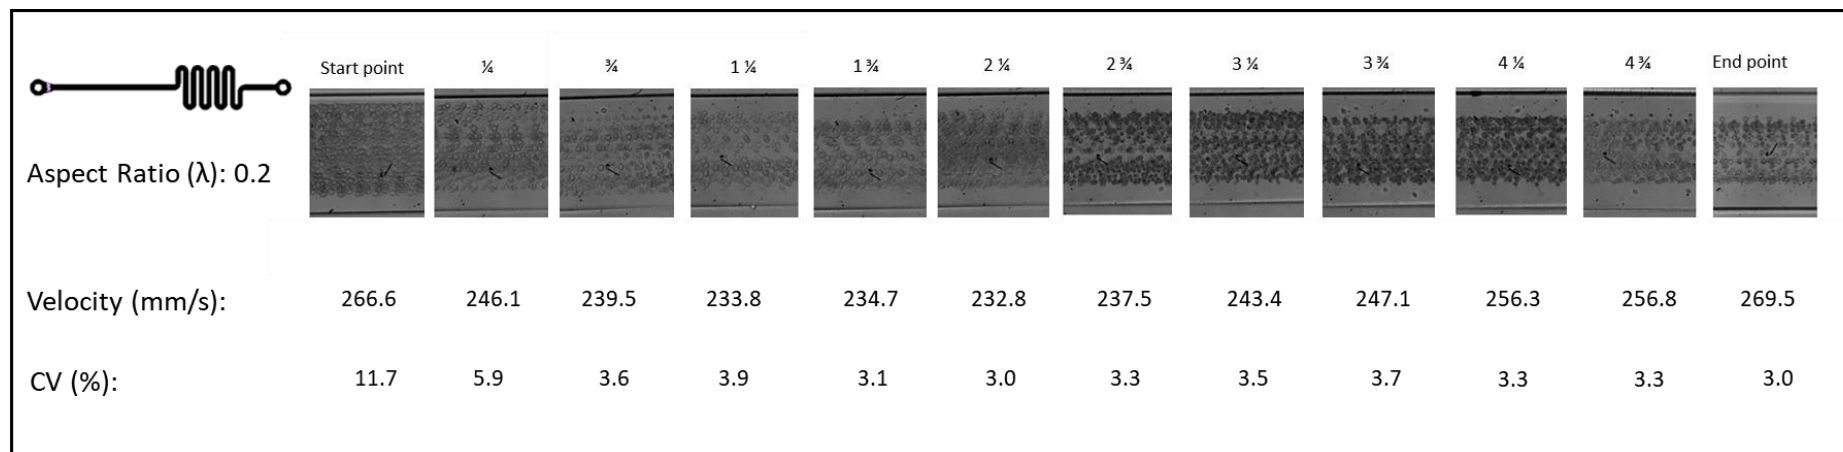 Start point ¼ ¾ 1 ¼ 1 ¾ 2 ¼ 2 ¾ 3 ¼ 3 ¾ 4 ¼ 4 ¾ End point
Aspect Ratio (λ): 0.2
Velocity (mm/s): 266.6 246.1 239.5 233.8 234.7 232.8 237.5 243.4 247.1 256.3 256.8 269.5
CV (%): 11.7 5.9 3.6 3.9 3.1 3.0 3.3 3.5 3.7 3.3 3.3 3.0